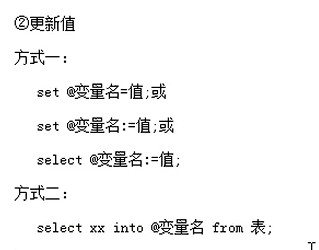 ②更新值
方式一：
set @变量名=值;或
set @变量名:=值;或
select @变量名:=值;
方式二：
select xx into @变量名 from 表;